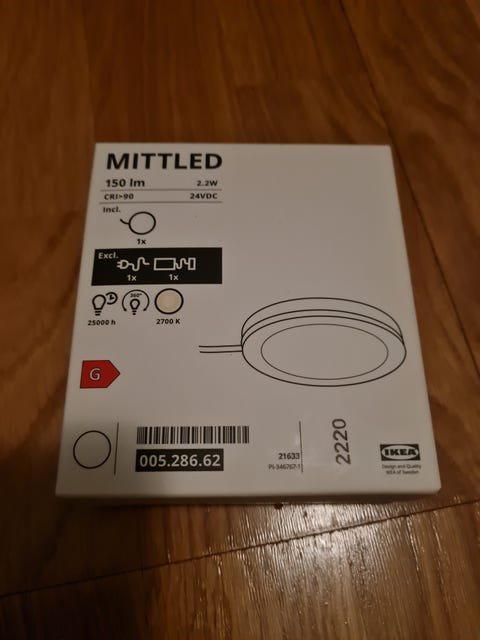 MITTLED
150 lm 2.2W
CRI>90 24VDC
Incl.
1x
Excl.
1x 1x
360°
25000 h 2700 K
G
005.286.62
21633
PI-346767-1
2220
IKEA
Design and Quality
IKEA of Sweden